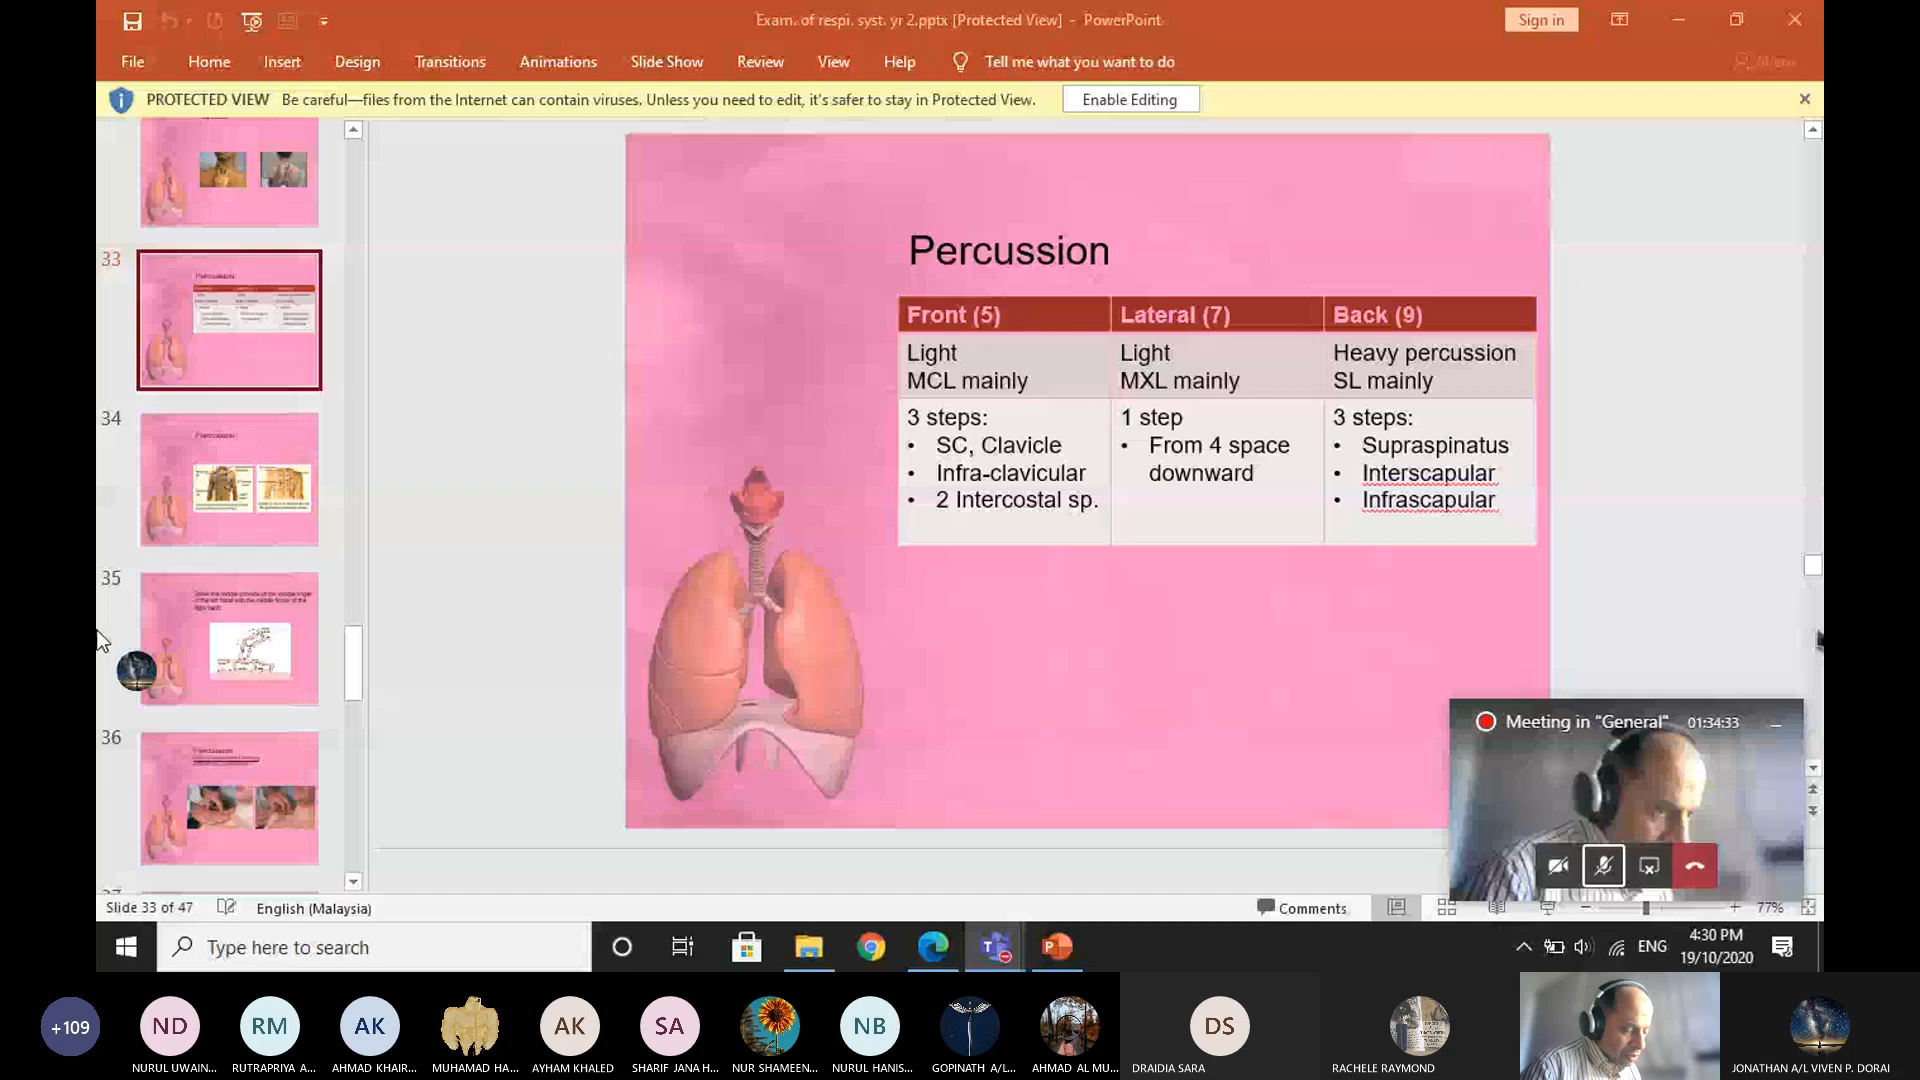 Exam. of respi. syst. yr 2.pptx [Protected View] - PowerPoint
Sign in
File Home Insert Design Transitions Animations Slide Show Review View Help Tell me what you want to do
PROTECTED VIEW Be careful—files from the Internet can contain viruses. Unless you need to edit, it's safer to stay in Protected View. Enable Editing
33
34
35
36
Percussion
Front (5) Lateral (7) Back (9)
Light Light Heavy percussion
MCL mainly MXL mainly SL mainly
3 steps: 1 step 3 steps:
• SC, Clavicle • From 4 space • Supraspinatus
• Infra-clavicular downward • Interscapular
• 2 Intercostal sp. • Infrascapular
Meeting in "General" 01:34:33
Slide 33 of 47 English (Malaysia) Comments 77%
Type here to search
ENG
4:30 PM
19/10/2020
+109 ND RM AK AK SA NB DS
NURUL UWAIN... RUTRAPRIYA A... AHMAD KHAIR... MUHAMAD HA... AYHAM KHALED SHARIF JANA H... NUR SHAMEEN... NURUL HANIS... GOPINATH A/L... AHMAD AL MU... DRAIDIA SARA RACHELE RAYMOND JONATHAN A/L VIVEN P. DORAI